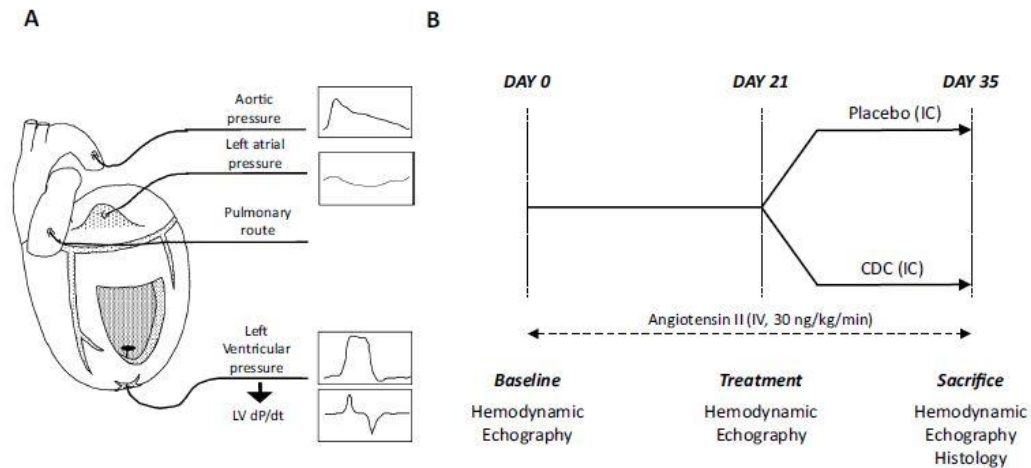 A
Aortic
pressure
Left atrial
pressure
Pulmonary
route
Left
Ventricular
pressure
LV dP/dt
B
DAY 0
DAY 21
DAY 35
Placebo (IC)
CDC (IC)
Angiotensin II (IV, 30 ng/kg/min)
Baseline
Hemodynamic
Echography
Treatment
Hemodynamic
Echography
Sacrifice
Hemodynamic
Echography
Histology